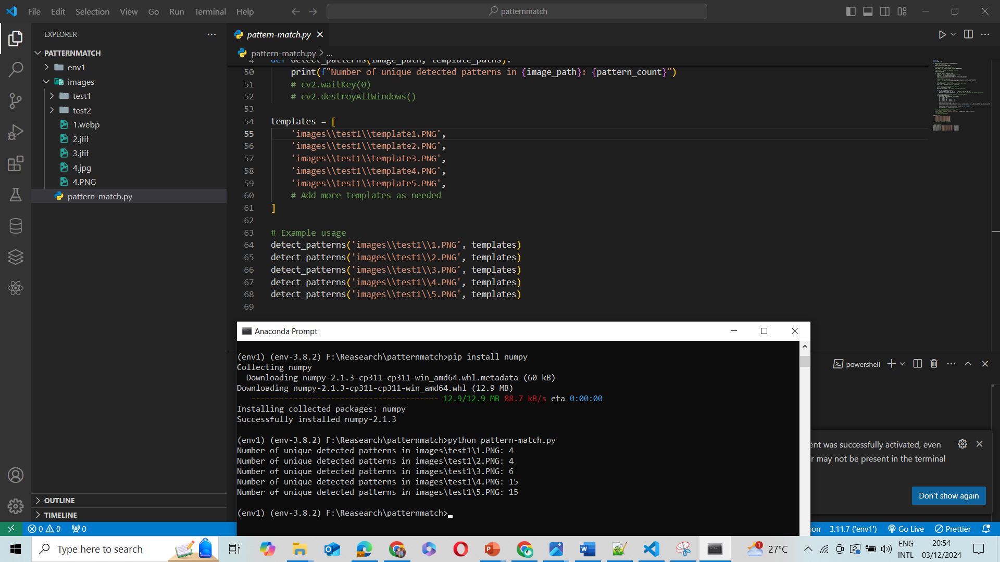 File Edit Selection View Go Run Terminal Help
patternmatch
EXPLORER
PATTERNMATCH
env1
images
test1
test2
1.webp
2.jfif
3.jfif
4.jpg
4.PNG
pattern-match.py
OUTLINE
TIMELINE
pattern-match.py
pattern-match.py > ...
4 def detect_patterns(image_path, template_paths):
50 print(f"Number of unique detected patterns in {image_path}: {pattern_count}")
51 # cv2.waitKey(0)
52 # cv2.destroyAllWindows()
53
54 templates = [
55 'images\\test1\\template1.PNG',
56 'images\\test1\\template2.PNG',
57 'images\\test1\\template3.PNG',
58 'images\\test1\\template4.PNG',
59 'images\\test1\\template5.PNG',
60 # Add more templates as needed
61 ]
62
63 # Example usage
64 detect_patterns('images\\test1\\1.PNG', templates)
65 detect_patterns('images\\test1\\2.PNG', templates)
66 detect_patterns('images\\test1\\3.PNG', templates)
67 detect_patterns('images\\test1\\4.PNG', templates)
68 detect_patterns('images\\test1\\5.PNG', templates)
69
Anaconda Prompt
(env1) (env-3.8.2) F:\Reasearch\patternmatch>pip install numpy
Collecting numpy
Downloading numpy-2.1.3-cp311-cp311-win_amd64.whl.metadata (60 kB)
Downloading numpy-2.1.3-cp311-cp311-win_amd64.whl (12.9 MB)
---------------------------------------- 12.9/12.9 MB 88.7 kB/s eta 0:00:00
Installing collected packages: numpy
Successfully installed numpy-2.1.3
(env1) (env-3.8.2) F:\Reasearch\patternmatch>python pattern-match.py
Number of unique detected patterns in images\test1\1.PNG: 4
Number of unique detected patterns in images\test1\2.PNG: 4
Number of unique detected patterns in images\test1\3.PNG: 6
Number of unique detected patterns in images\test1\4.PNG: 15
Number of unique detected patterns in images\test1\5.PNG: 15
(env1) (env-3.8.2) F:\Reasearch\patternmatch>
powershell
ent was successfully activated, even
r may not be present in the terminal
Don't show again
0 0 0
on 3.11.7 ('env1') Go Live Prettier
Type here to search
1 27°C
ENG
INTL
20:54
03/12/2024